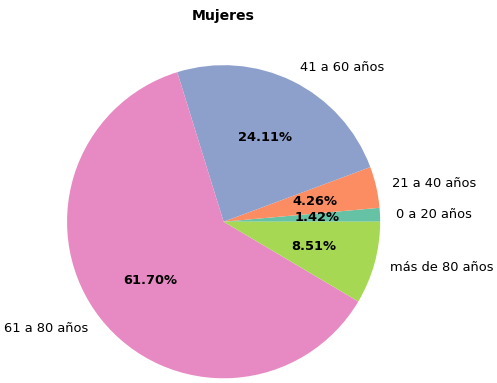 Mujeres
41 a 60 años
24.11%
21 a 40 años
4.26%
0 a 20 años
1.42%
8.51%
más de 80 años
61.70%
61 a 80 años